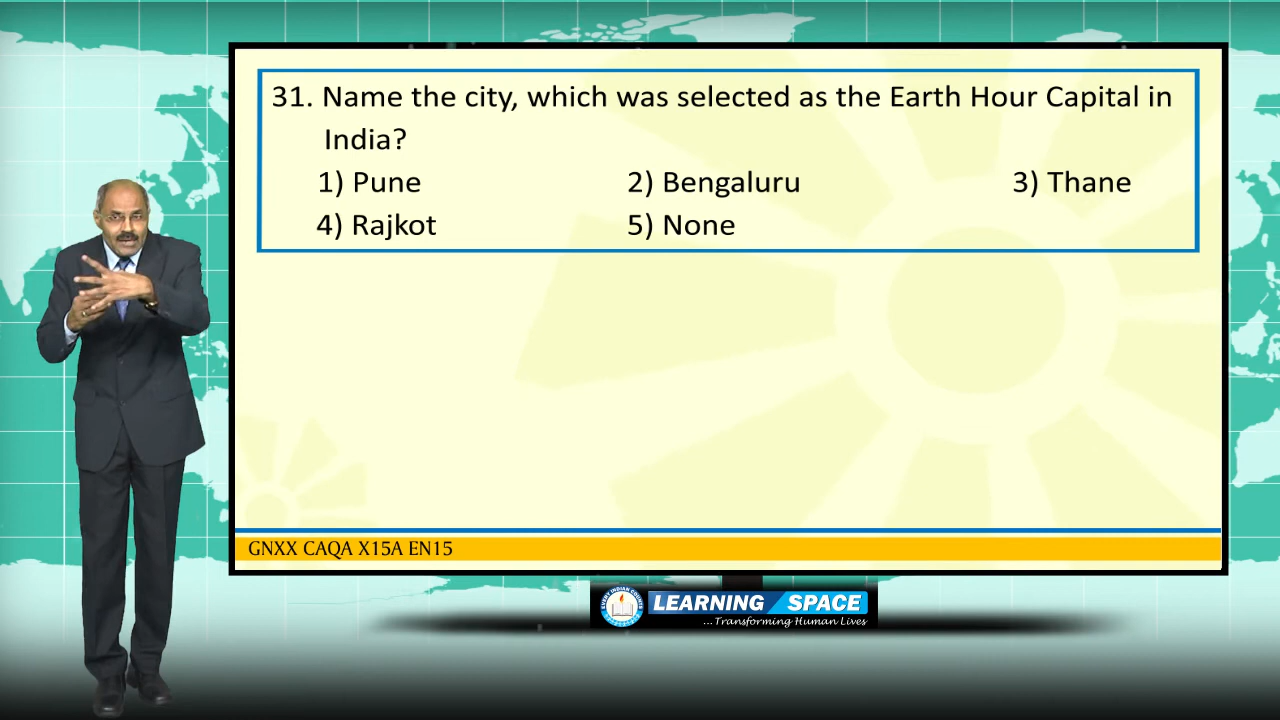 31. Name the city, which was selected as the Earth Hour Capital in
India?
1) Pune 2) Bengaluru 3) Thane
4) Rajkot 5) None
GNXX CAQA X15A EN15
LEARNING SPACE
...Transforming Human Lives